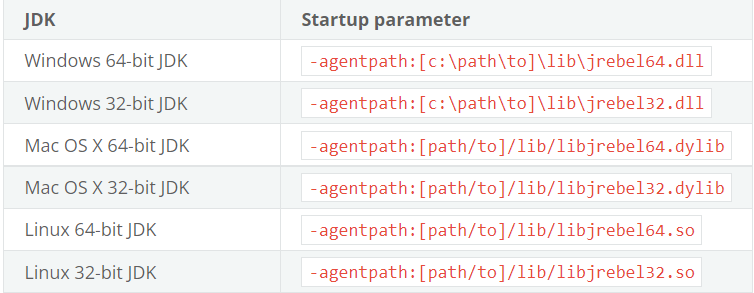 JDK Startup parameter
Windows 64-bit JDK -agentpath:[c:\path\to]\lib\jrebel64.dll
Windows 32-bit JDK -agentpath:[c:\path\to]\lib\jrebel32.dll
Mac OS X 64-bit JDK -agentpath:[path/to]/lib/libjrebel64.dylib
Mac OS X 32-bit JDK -agentpath:[path/to]/lib/libjrebel32.dylib
Linux 64-bit JDK -agentpath:[path/to]/lib/libjrebel64.so
Linux 32-bit JDK -agentpath:[path/to]/lib/libjrebel32.so